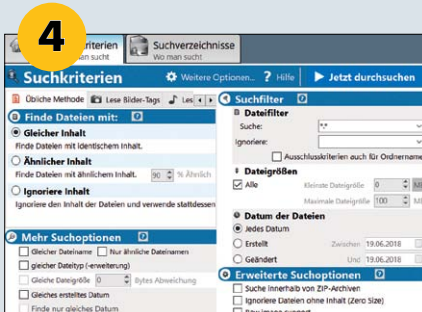 4
riterien
an sucht
Suchverzeichnisse
Wo man sucht
Suchkriterien
Weitere Optionen...
? Hilfe
Jetzt durchsuchen
Übliche Methode
Lese Bilder-Tags
Les
Finde Dateien mit:
Gleicher Inhalt
Finde Dateien mit identischem Inhalt.
Ähnlicher Inhalt
Finde Dateien mit ähnlichem Inhalt.
90
% Ähnlich
Ignoriere Inhalt
Ignoriere den Inhalt der Dateien und verwende stattdessen
Mehr Suchoptionen
Gleicher Dateiname
Nur ähnliche Dateinamen
gleicher Dateityp (-erweiterung)
Gleiche Dateigröße
0
Bytes Abweichung
Gleiches erstelltes Datum
Finde nur gleiches Datum
Suchfilter
Dateifilter
Suche:
*.*
Ignoriere:
Ausschlusskriterien auch für Ordnername
Dateigrößen
Alle
Kleinste Dateigröße
0
Maximale Dateigröße
100
Datum der Dateien
Jedes Datum
Erstellt
Zwischen
19.06.2018
Geändert
Und
19.06.2018
Erweiterte Suchoptionen
Suche innerhalb von ZIP-Archiven
Ignoriere Dateien ohne Inhalt (Zero Size)